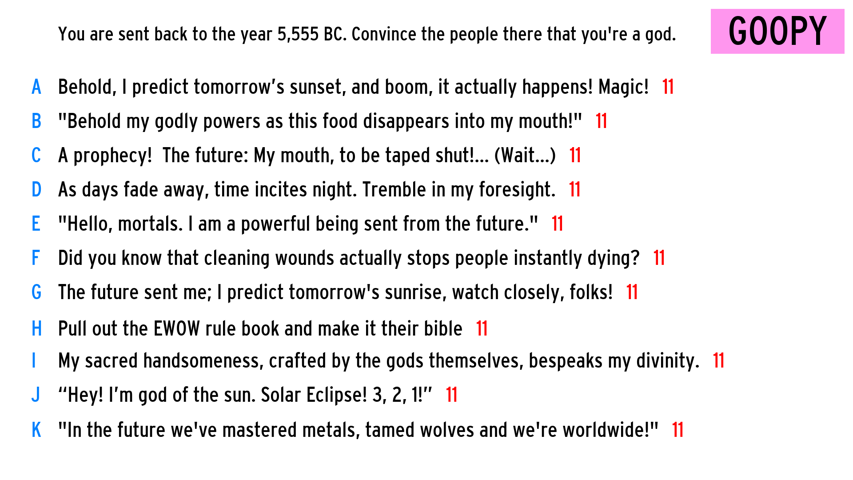 You are sent back to the year 5,555 BC. Convince the people there that you're a god.
GOOPY
A Behold, I predict tomorrow’s sunset, and boom, it actually happens! Magic! 11
B "Behold my godly powers as this food disappears into my mouth!" 11
C A prophecy! The future: My mouth, to be taped shut!... (Wait...) 11
D As days fade away, time incites night. Tremble in my foresight. 11
E "Hello, mortals. I am a powerful being sent from the future." 11
F Did you know that cleaning wounds actually stops people instantly dying? 11
G The future sent me; I predict tomorrow's sunrise, watch closely, folks! 11
H Pull out the EWOW rule book and make it their bible 11
I My sacred handsomeness, crafted by the gods themselves, bespeaks my divinity. 11
J “Hey! I’m god of the sun. Solar Eclipse! 3, 2, 1!” 11
K "In the future we've mastered metals, tamed wolves and we're worldwide!" 11